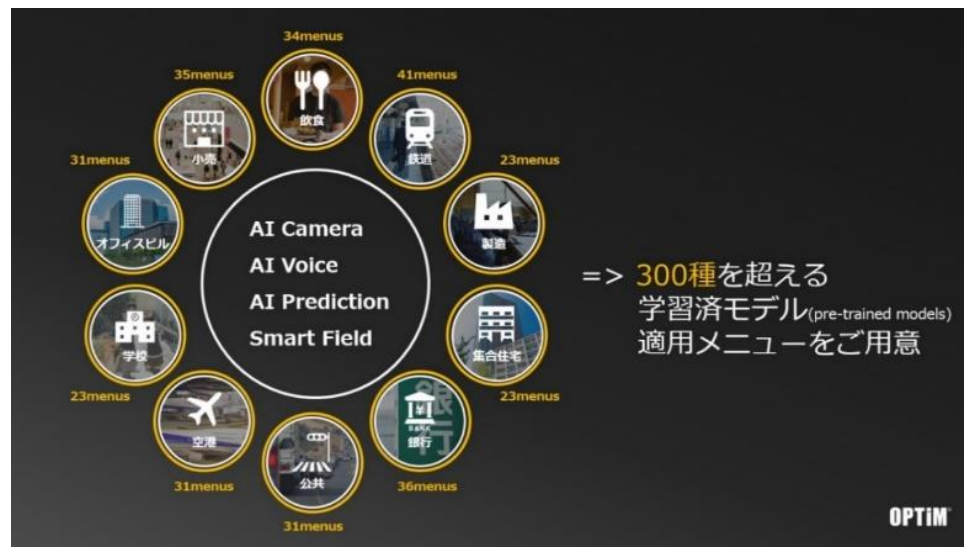 34menus
飲食
41menus
鉄道
23menus
製造
23menus
集合住宅
36menus
BANK
銀行
銀行
31menus
公共
31menus
空港
23menus
学校
31menus
オフィスビル
35menus
小売
AI Camera
AI Voice
AI Prediction
Smart Field
=> 300種を超える
学習済モデル(pre-trained models)
適用メニューをご用意
OPTiM